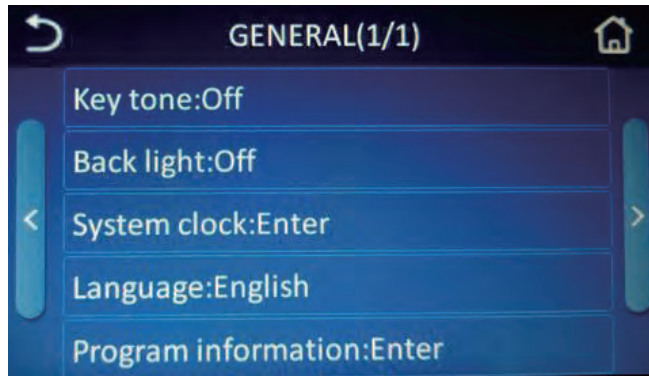 GENERAL(1/1)
Key tone:Off
Back light:Off
System clock:Enter
Language:English
Program information:Enter